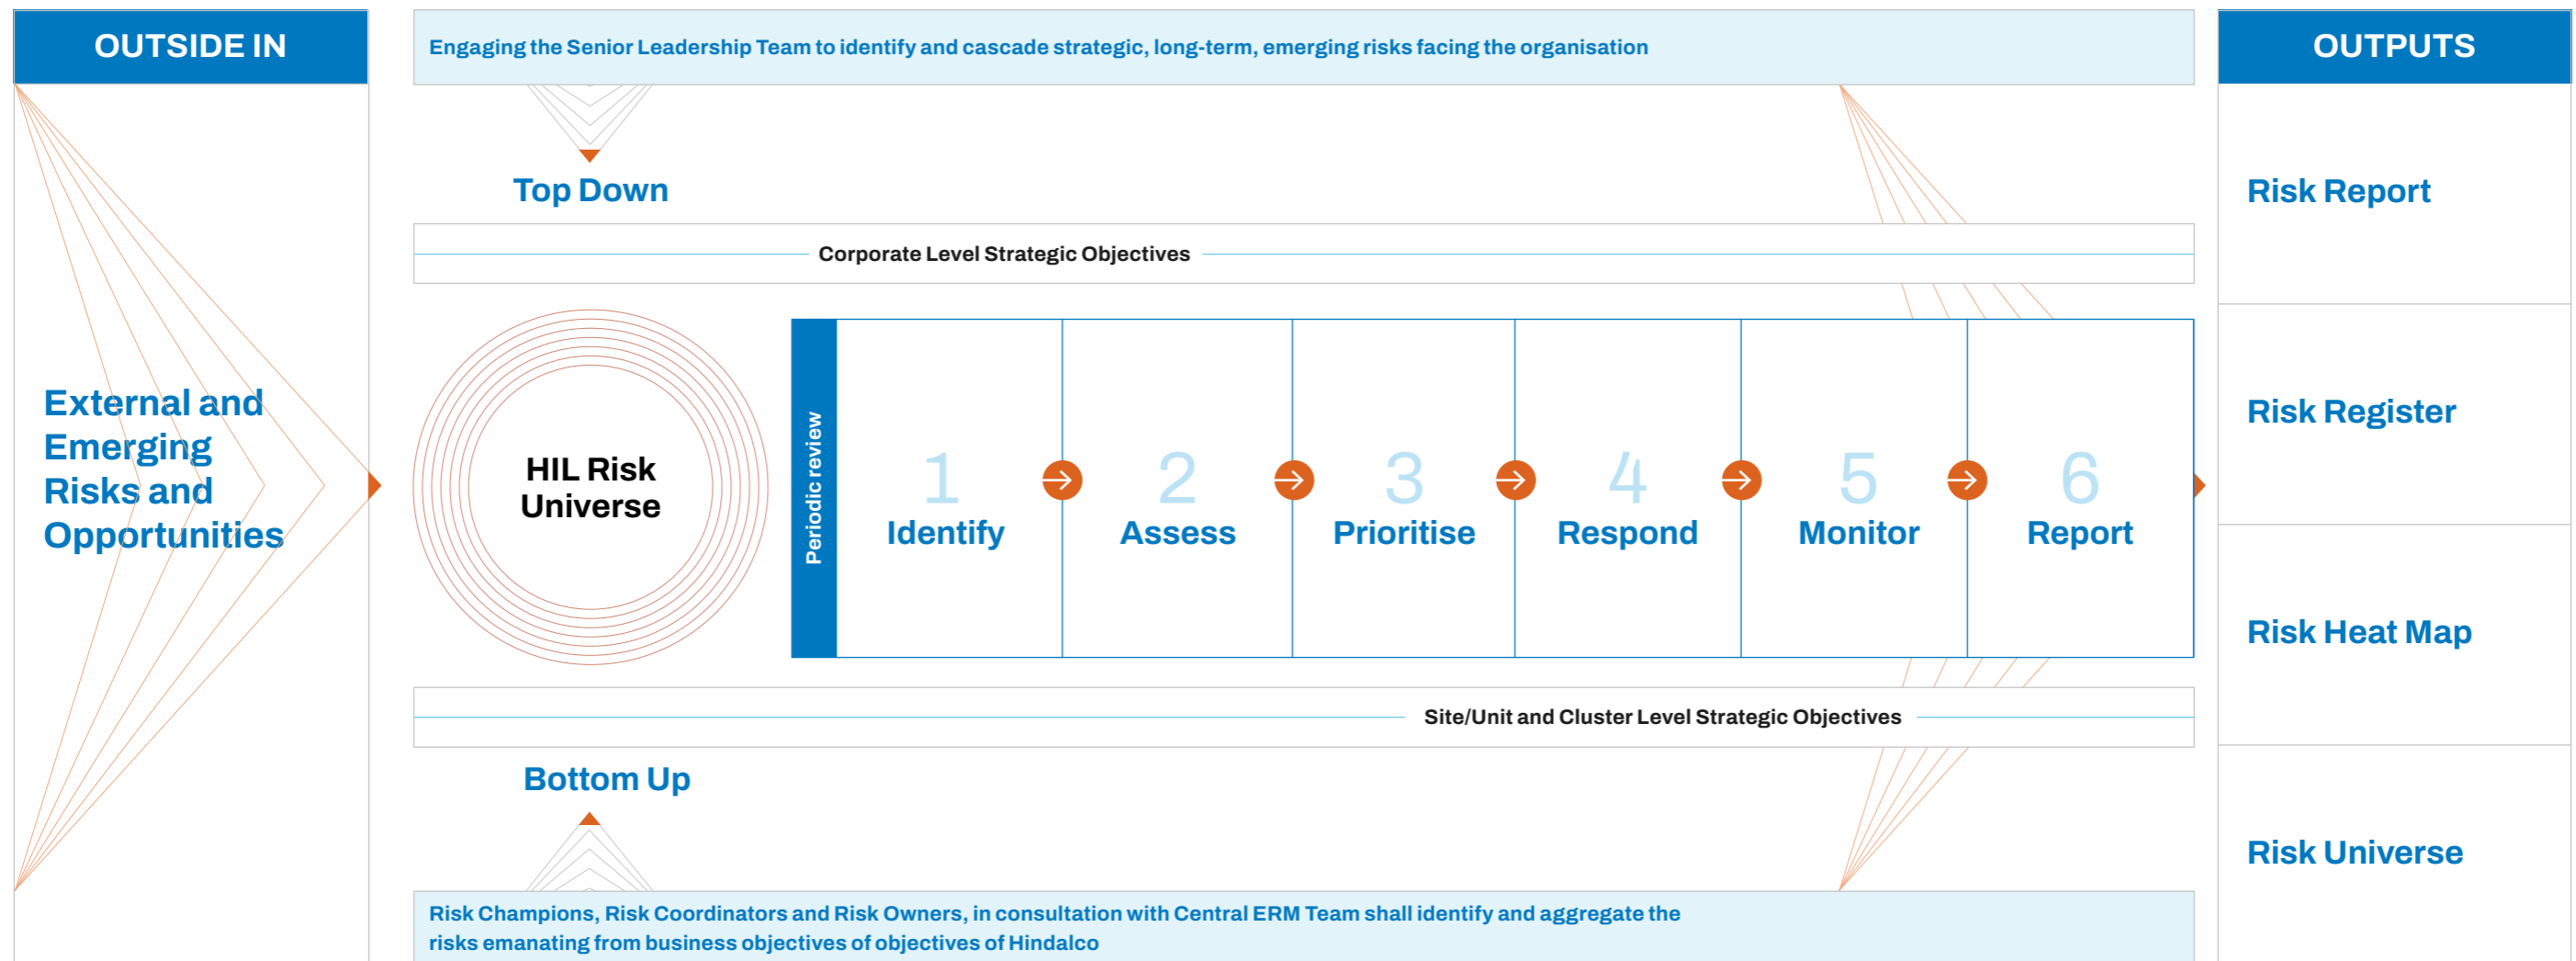 OUTSIDE IN
External and
Emerging
Risks and
Opportunities
Engaging the Senior Leadership Team to identify and cascade strategic, long-term, emerging risks facing the organisation
Top Down
Corporate Level Strategic Objectives
HIL Risk
Universe
Periodic review
1
Identify
2
Assess
3
Prioritise
4
Respond
5
Monitor
6
Report
Site/Unit and Cluster Level Strategic Objectives
Bottom Up
Risk Champions, Risk Coordinators and Risk Owners, in consultation with Central ERM Team shall identify and aggregate the
risks emanating from business objectives of objectives of Hindalco
OUTPUTS
Risk Report
Risk Register
Risk Heat Map
Risk Universe